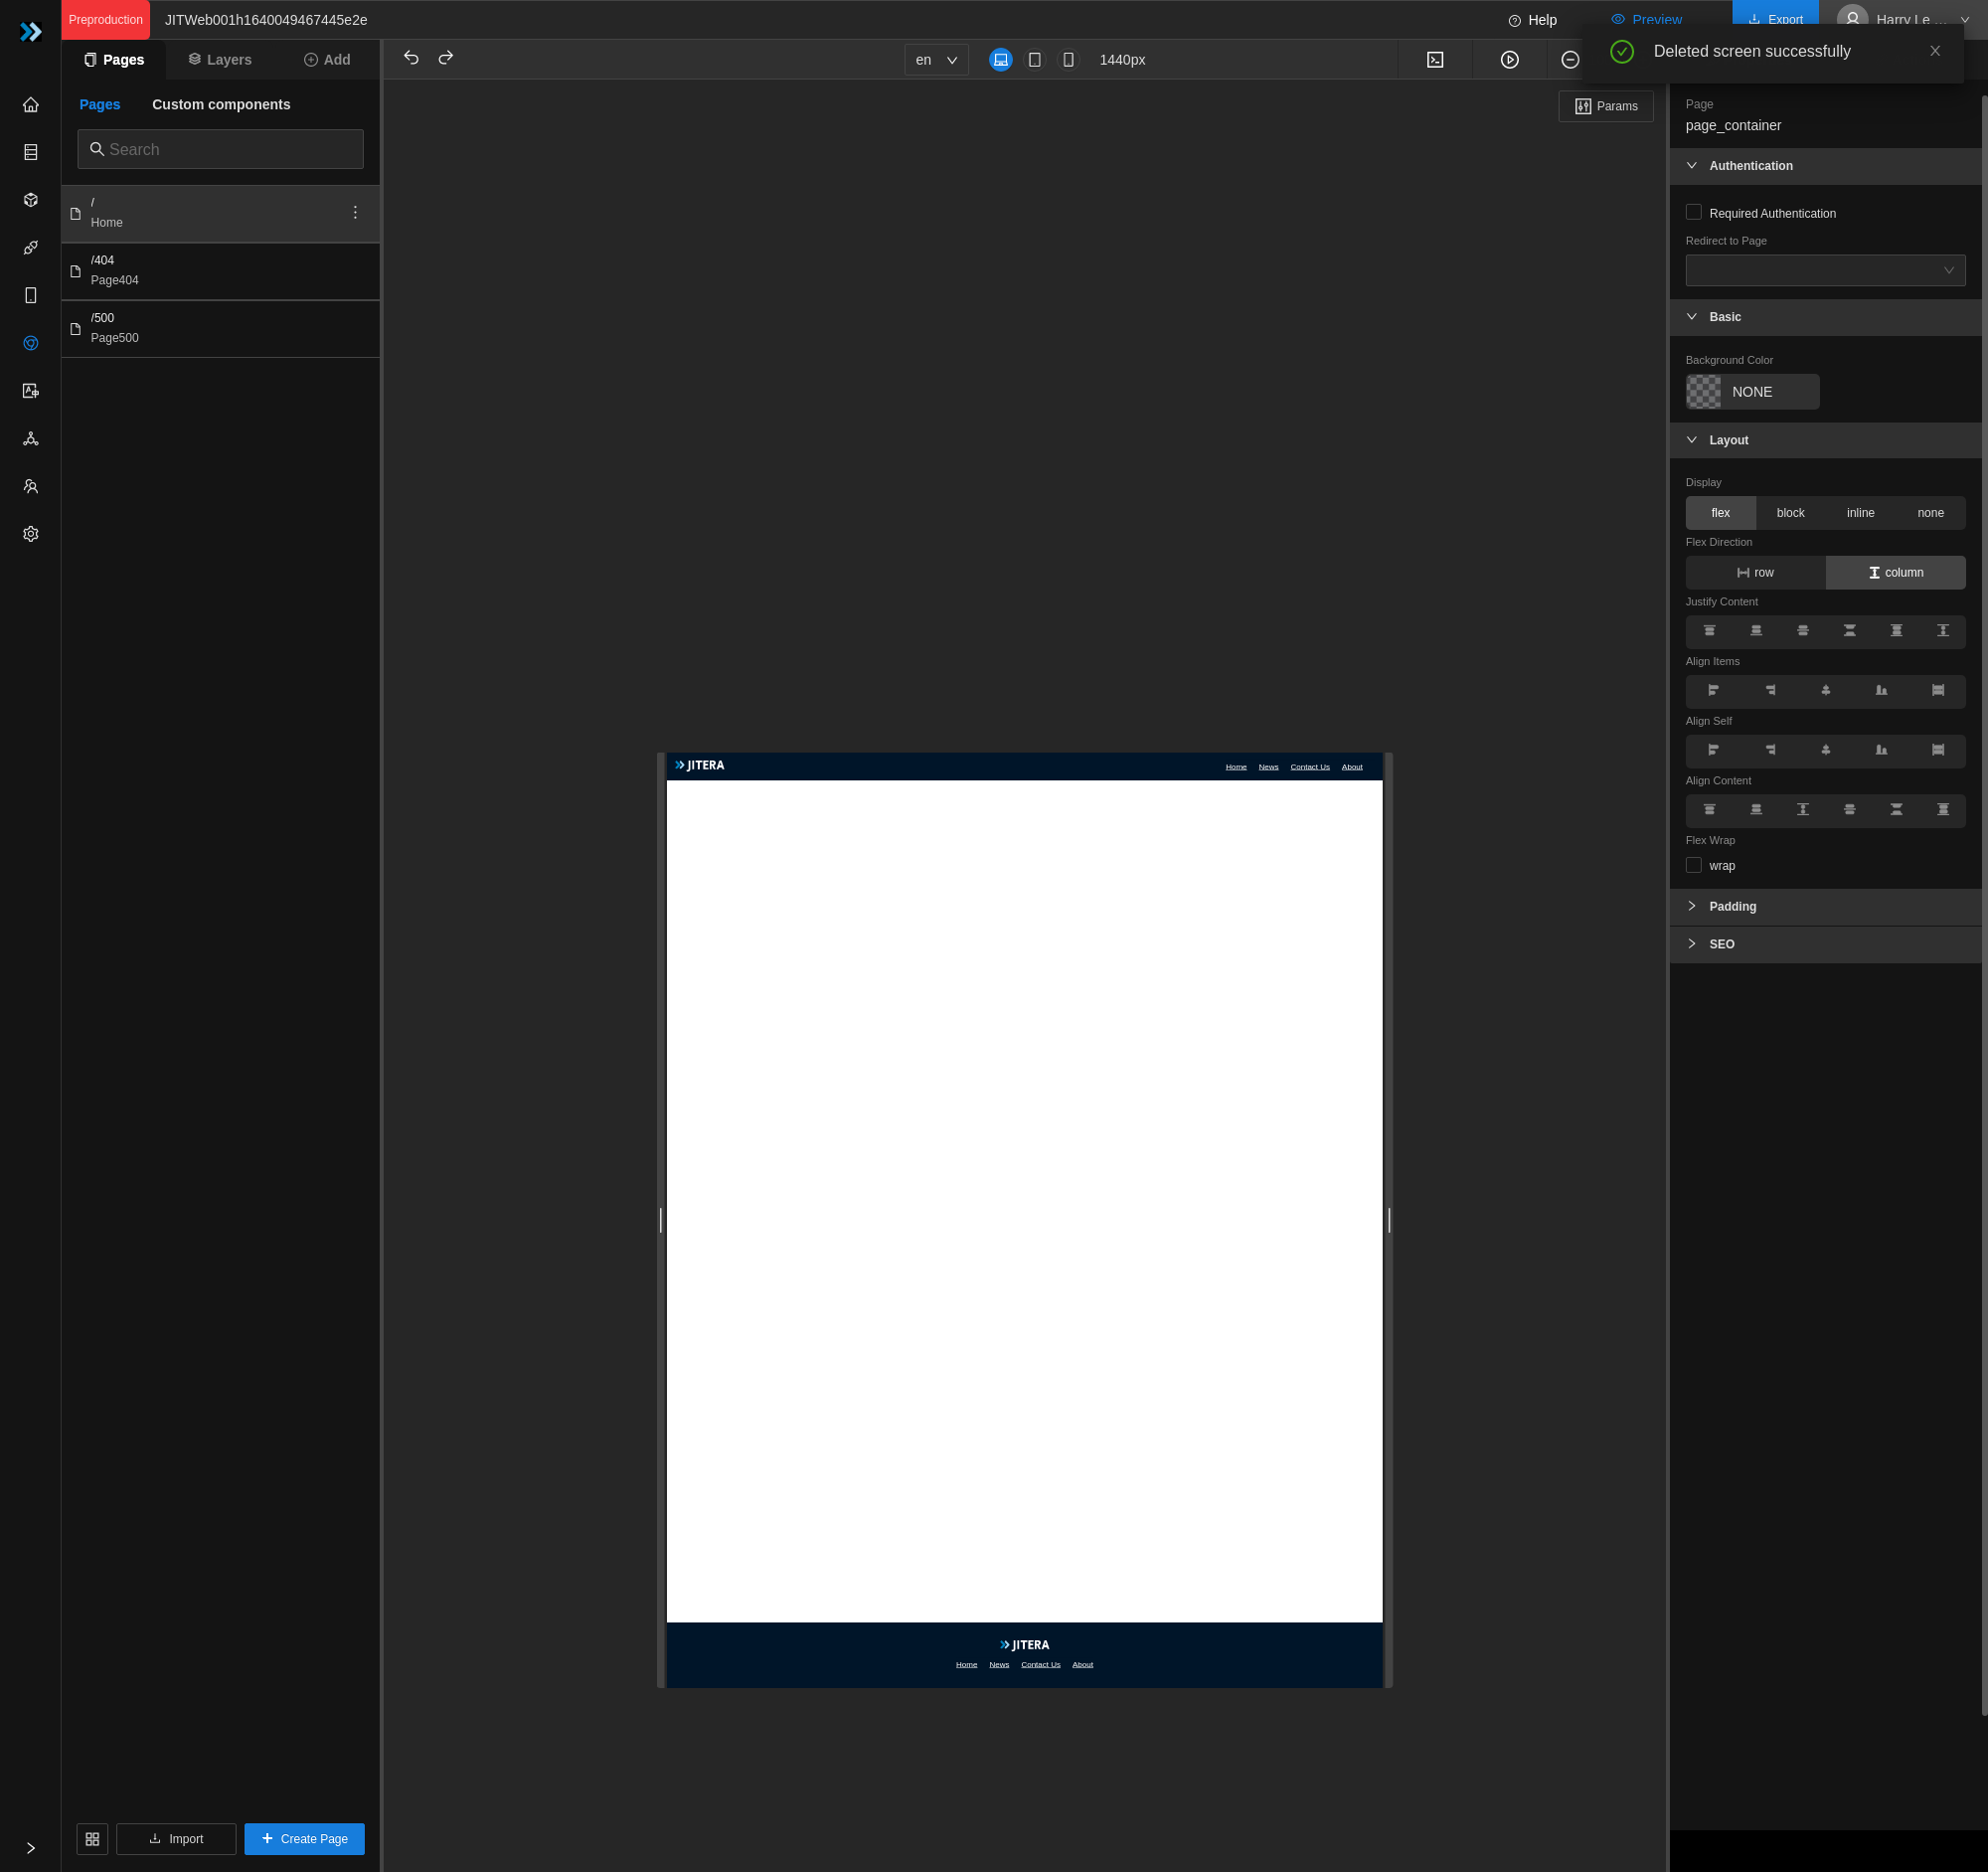 Preproduction
JITWeb001h1640049467445e2e
Help
Preview
Export
Harry Le ...
Deleted screen successfully
Pages
Layers
Add
en
1440px
Pages
Custom components
Search
/
Home
/404
Page404
/500
Page500
Params
JITERA
Home News Contact Us About
JITERA
Home News Contact Us About
Page
page_container
Authentication
Required Authentication
Redirect to Page
Basic
Background Color
NONE
Layout
Display
flex block inline none
Flex Direction
row column
Justify Content
Align Items
Align Self
Align Content
Flex Wrap
wrap
Padding
SEO
Import
Create Page